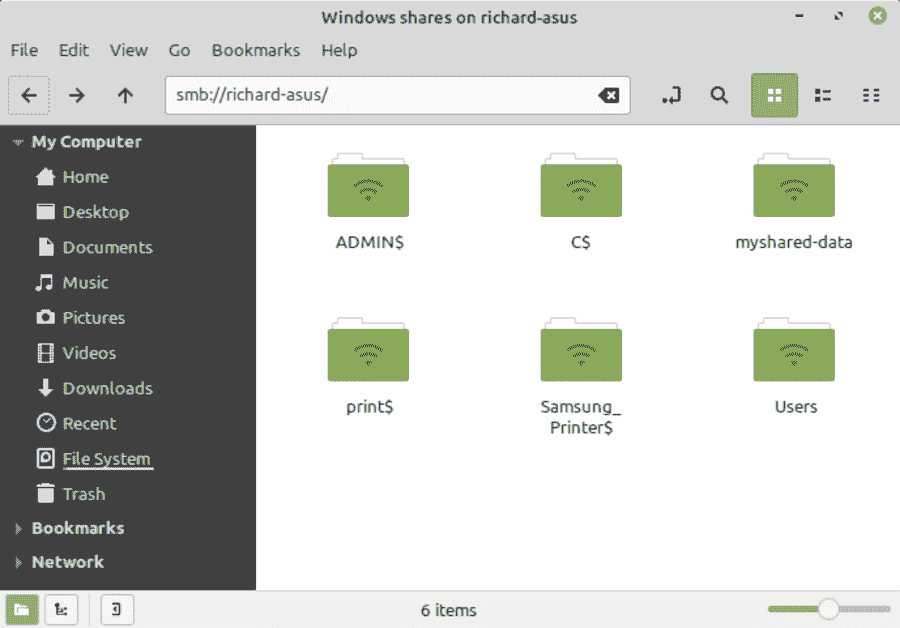 Windows shares on richard-asus
File Edit View Go Bookmarks Help
smb://richard-asus/
My Computer
Home
Desktop
Documents
Music
Pictures
Videos
Downloads
Recent
File System
Trash
Bookmarks
Network
ADMIN$
C$
myshared-data
print$
Samsung_
Printer$
Users
6 items